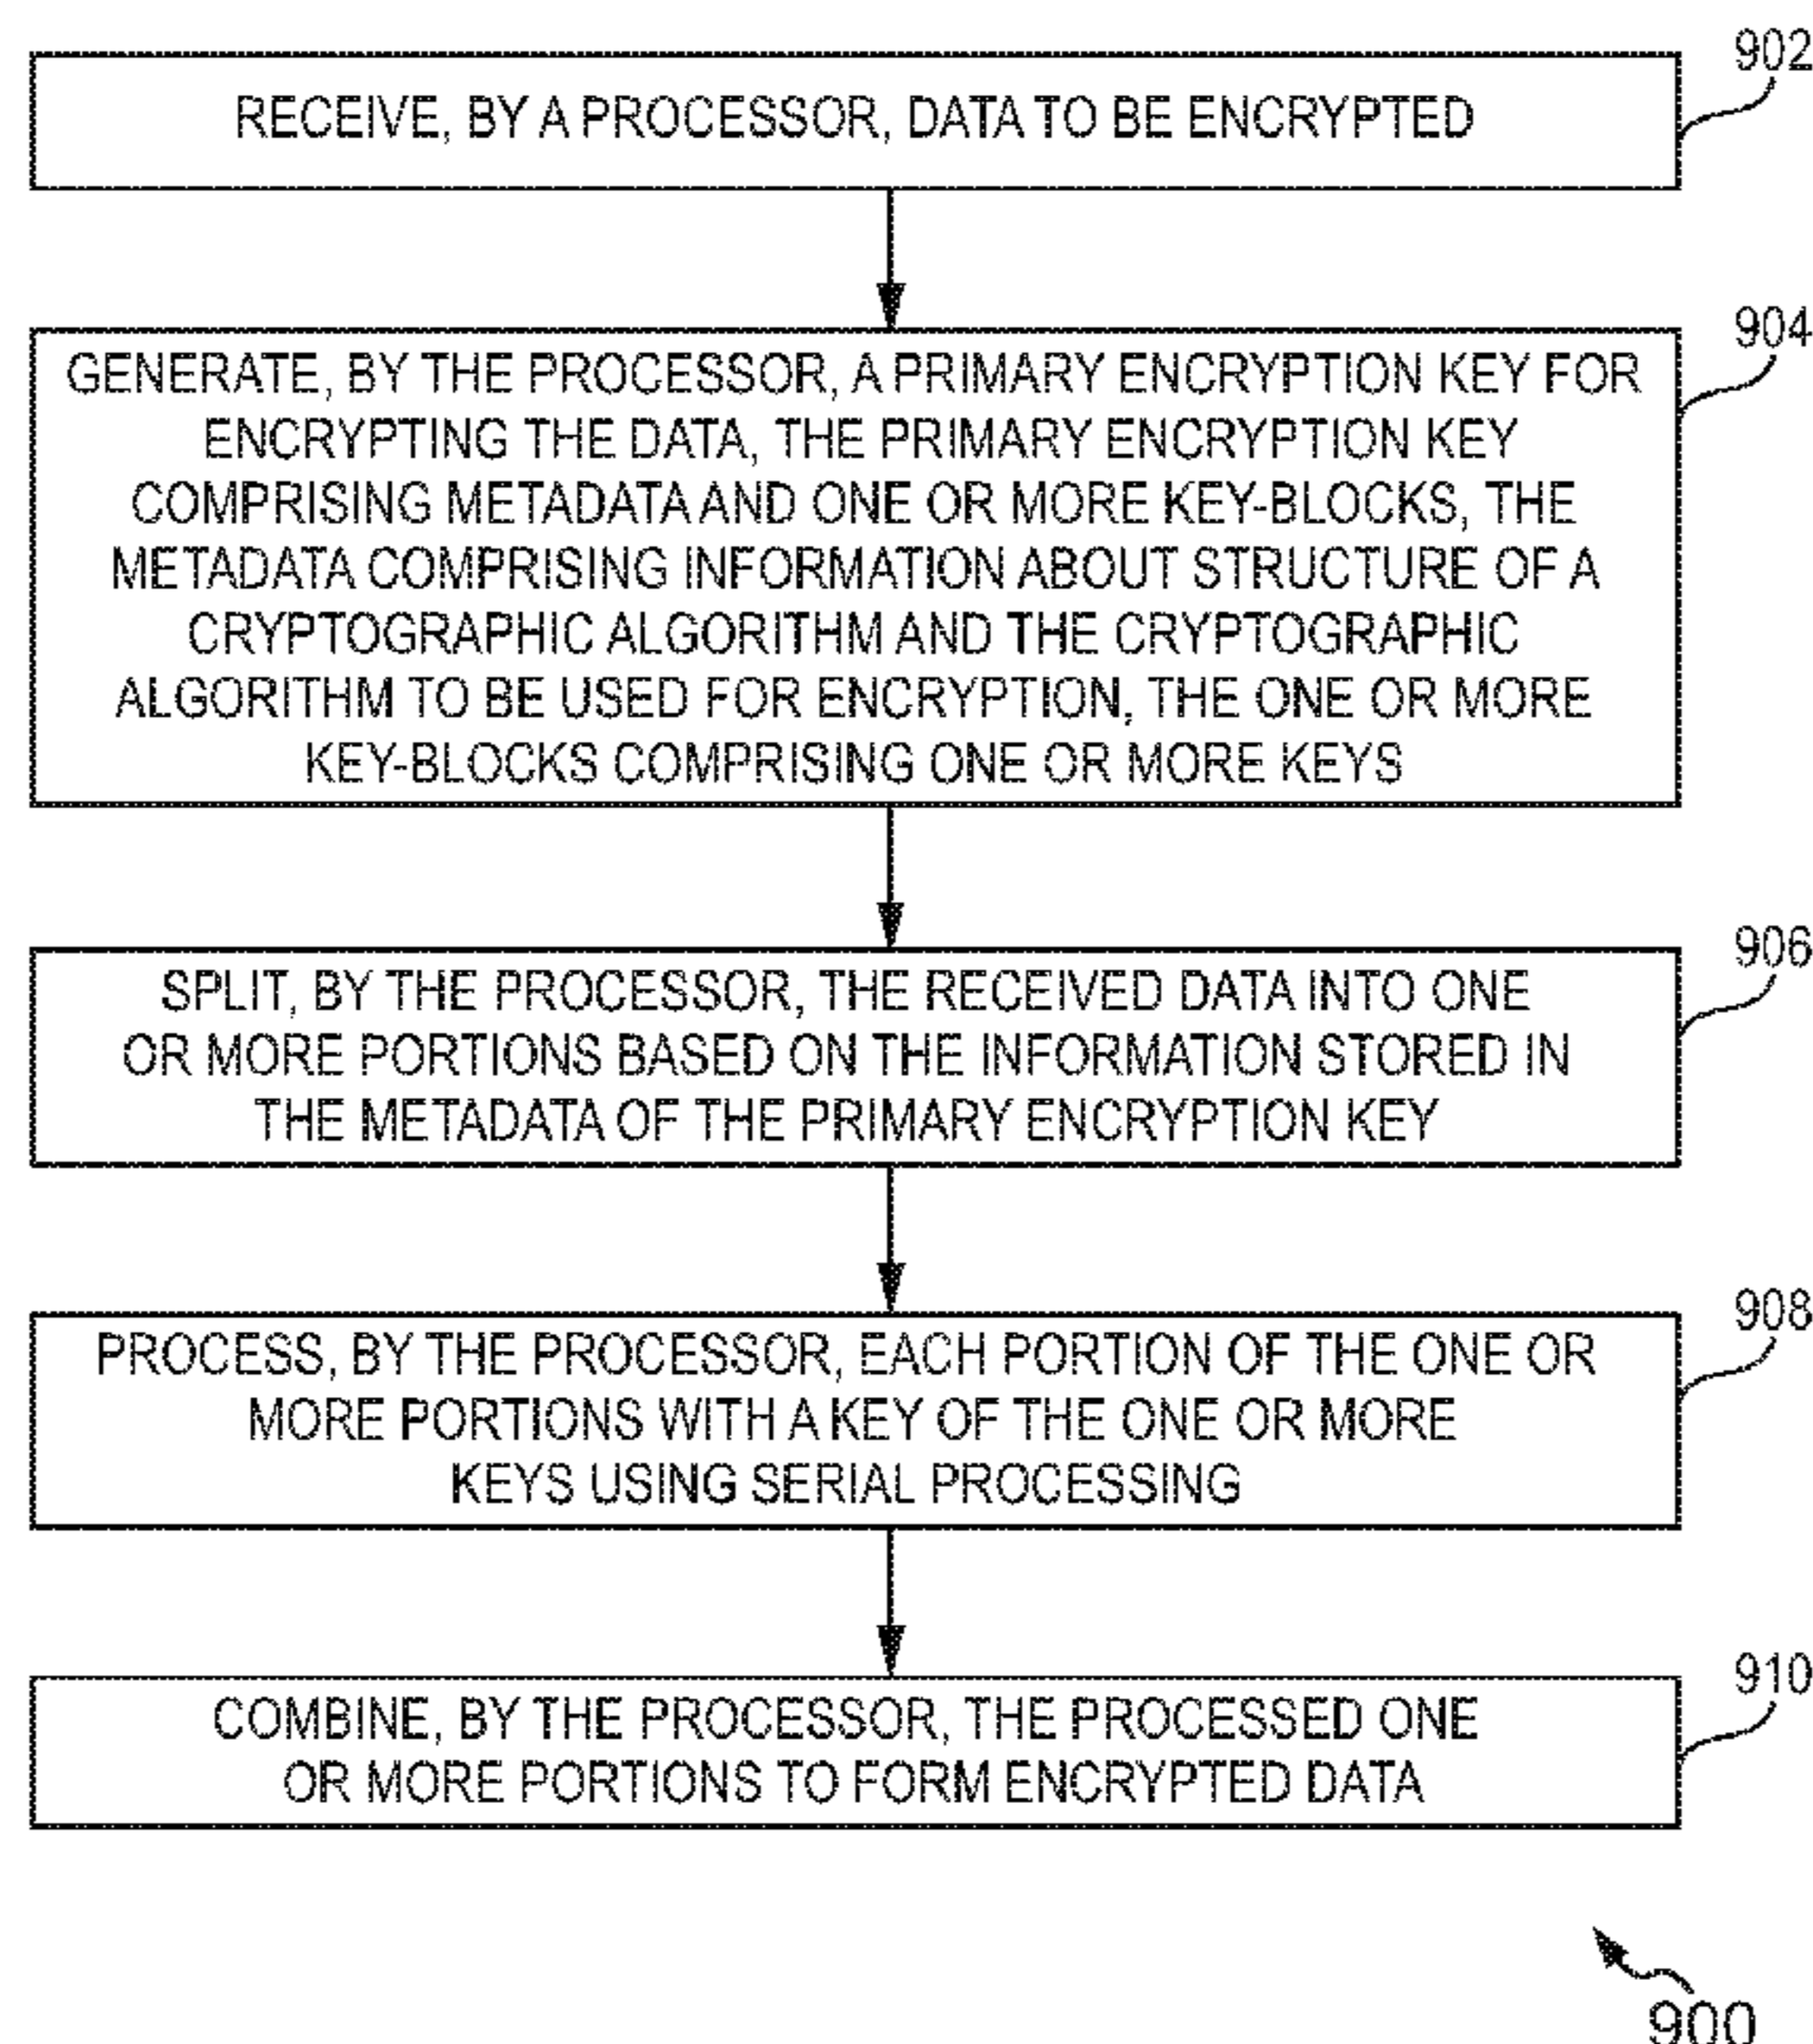 902
RECEIVE, BY A PROCESSOR, DATA TO BE ENCRYPTED
904
GENERATE, BY THE PROCESSOR, A PRIMARY ENCRYPTION KEY FOR
ENCRYPTING THE DATA, THE PRIMARY ENCRYPTION KEY
COMPRISING METADATA AND ONE OR MORE KEY-BLOCKS, THE
METADATA COMPRISING INFORMATION ABOUT STRUCTURE OF A
CRYPTOGRAPHIC ALGORITHM AND THE CRYPTOGRAPHIC
ALGORITHM TO BE USED FOR ENCRYPTION, THE ONE OR MORE
KEY-BLOCKS COMPRISING ONE OR MORE KEYS
906
SPLIT, BY THE PROCESSOR, THE RECEIVED DATA INTO ONE
OR MORE PORTIONS BASED ON THE INFORMATION STORED IN
THE METADATA OF THE PRIMARY ENCRYPTION KEY
908
PROCESS, BY THE PROCESSOR, EACH PORTION OF THE ONE OR
MORE PORTIONS WITH A KEY OF THE ONE OR MORE
KEYS USING SERIAL PROCESSING
910
COMBINE, BY THE PROCESSOR, THE PROCESSED ONE
OR MORE PORTIONS TO FORM ENCRYPTED DATA
900